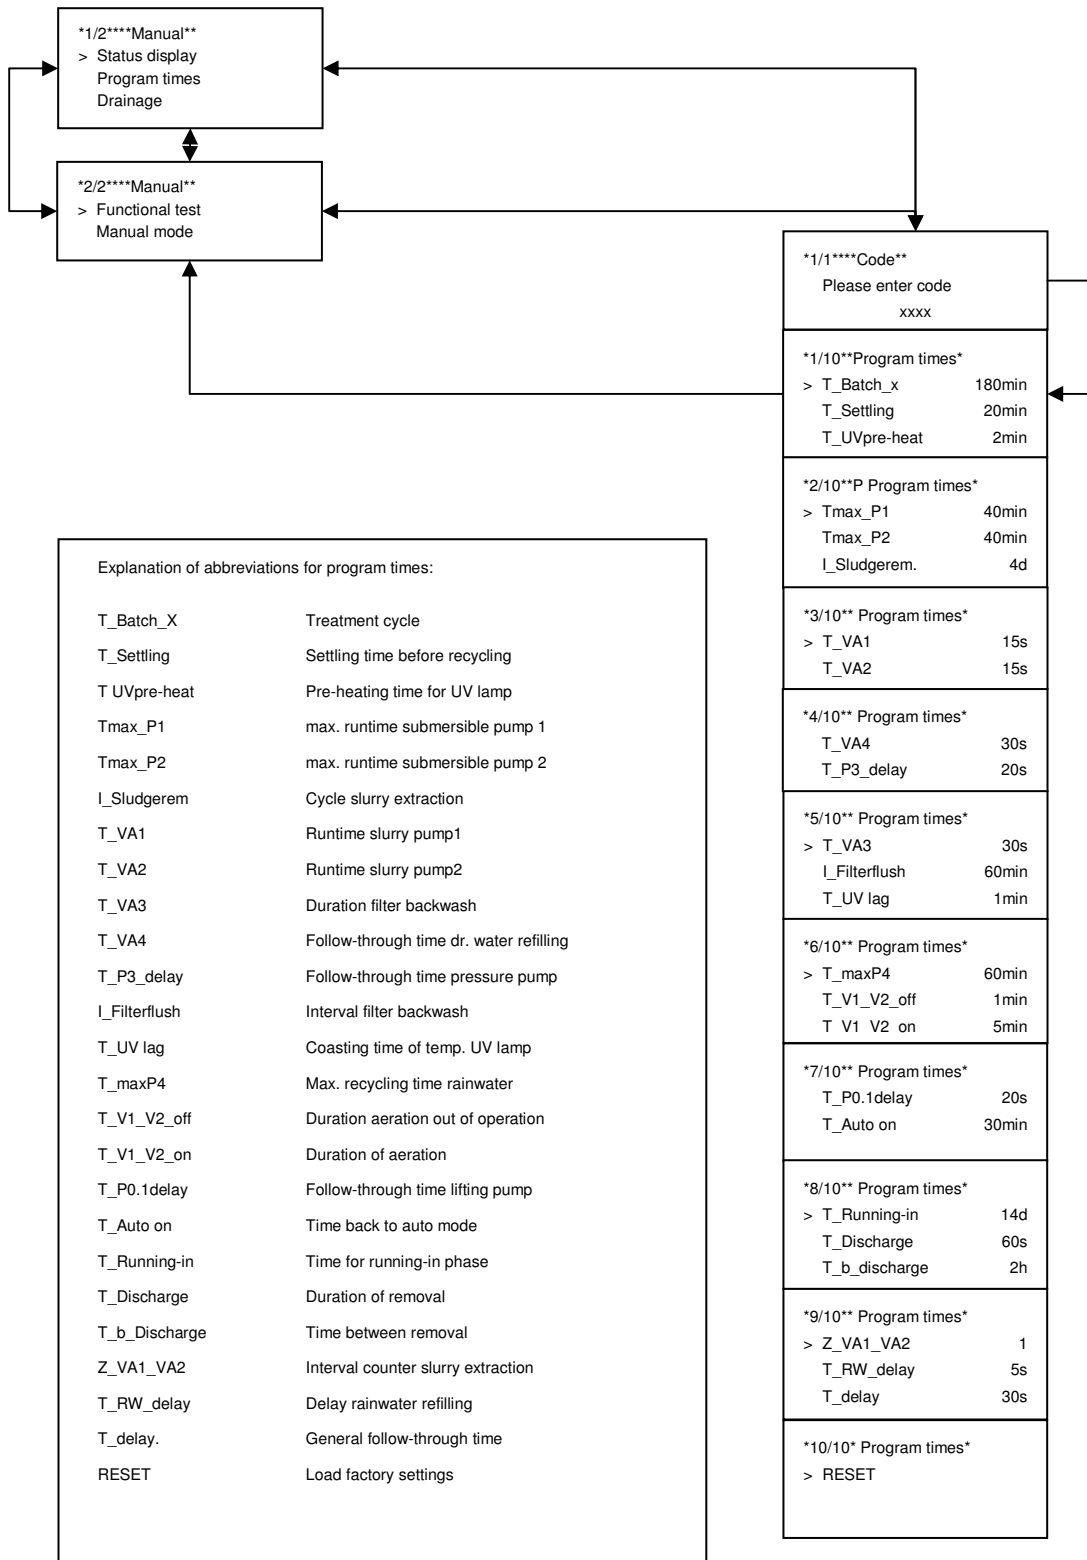 *1/2****Manual**
> Status display
Program times
Drainage
*2/2****Manual**
> Functional test
Manual mode
*1/1****Code**
Please enter code
xxxx
*1/10**Program times*
> T_Batch_x 180min
T_Settling 20min
T_UVpre-heat 2min
*2/10**P Program times*
> Tmax_P1 40min
Tmax_P2 40min
I_Sludgerem. 4d
*3/10** Program times*
> T_VA1 15s
T_VA2 15s
*4/10** Program times*
T_VA4 30s
T_P3_delay 20s
*5/10** Program times*
> T_VA3 30s
I_Filterflush 60min
T_UV lag 1min
*6/10** Program times*
> T_maxP4 60min
T_V1_V2_off 1min
T_V1_V2_on 5min
*7/10** Program times*
T_P0.1delay 20s
T_Auto on 30min
*8/10** Program times*
> T_Running-in 14d
T_Discharge 60s
T_b_discharge 2h
*9/10** Program times*
> Z_VA1_VA2 1
T_RW_delay 5s
T_delay 30s
*10/10* Program times*
> RESET
Explanation of abbreviations for program times:
T_Batch_X Treatment cycle
T_Settling Settling time before recycling
T UVpre-heat Pre-heating time for UV lamp
Tmax_P1 max. runtime submersible pump 1
Tmax_P2 max. runtime submersible pump 2
I_Sludgerem Cycle slurry extraction
T_VA1 Runtime slurry pump1
T_VA2 Runtime slurry pump2
T_VA3 Duration filter backwash
T_VA4 Follow-through time dr. water refilling
T_P3_delay Follow-through time pressure pump
I_Filterflush Interval filter backwash
T_UV lag Coasting time of temp. UV lamp
T_maxP4 Max. recycling time rainwater
T_V1_V2_off Duration aeration out of operation
T_V1_V2_on Duration of aeration
T_P0.1delay Follow-through time lifting pump
T_Auto on Time back to auto mode
T_Running-in Time for running-in phase
T_Discharge Duration of removal
T_b_Discharge Time between removal
Z_VA1_VA2 Interval counter slurry extraction
T_RW_delay Delay rainwater refilling
T_delay. General follow-through time
RESET Load factory settings